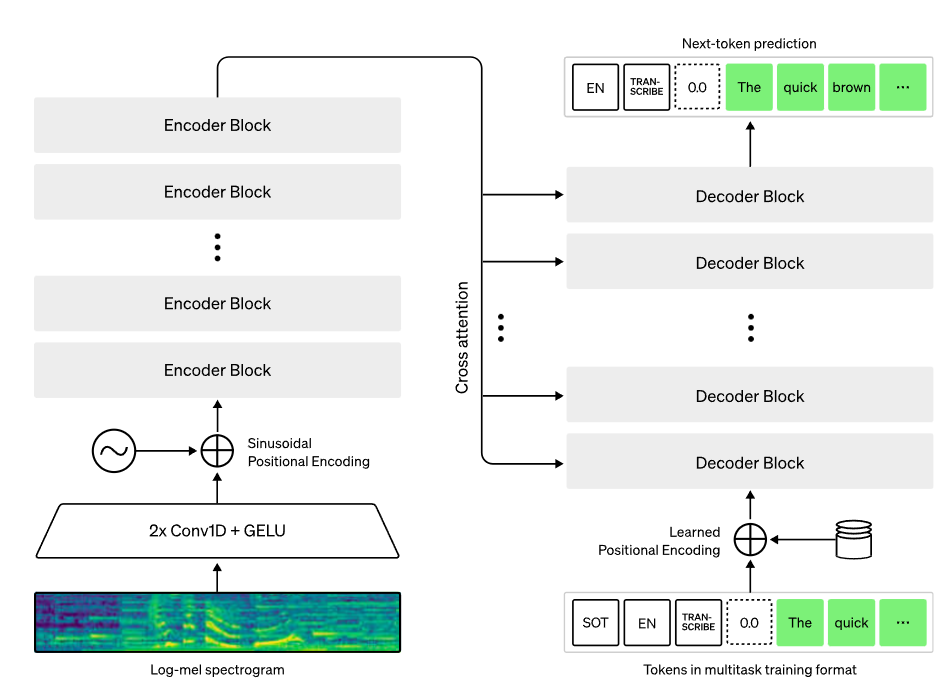 Next-token prediction
EN TRAN-SCRIBE 0.0 The quick brown ...
Encoder Block
Encoder Block
Encoder Block
Encoder Block
Sinusoidal
Positional Encoding
2x Conv1D + GELU
Log-mel spectrogram
Cross attention
Decoder Block
Decoder Block
Decoder Block
Decoder Block
Learned
Positional Encoding
SOT EN TRAN-SCRIBE 0.0 The quick ...
Tokens in multitask training format